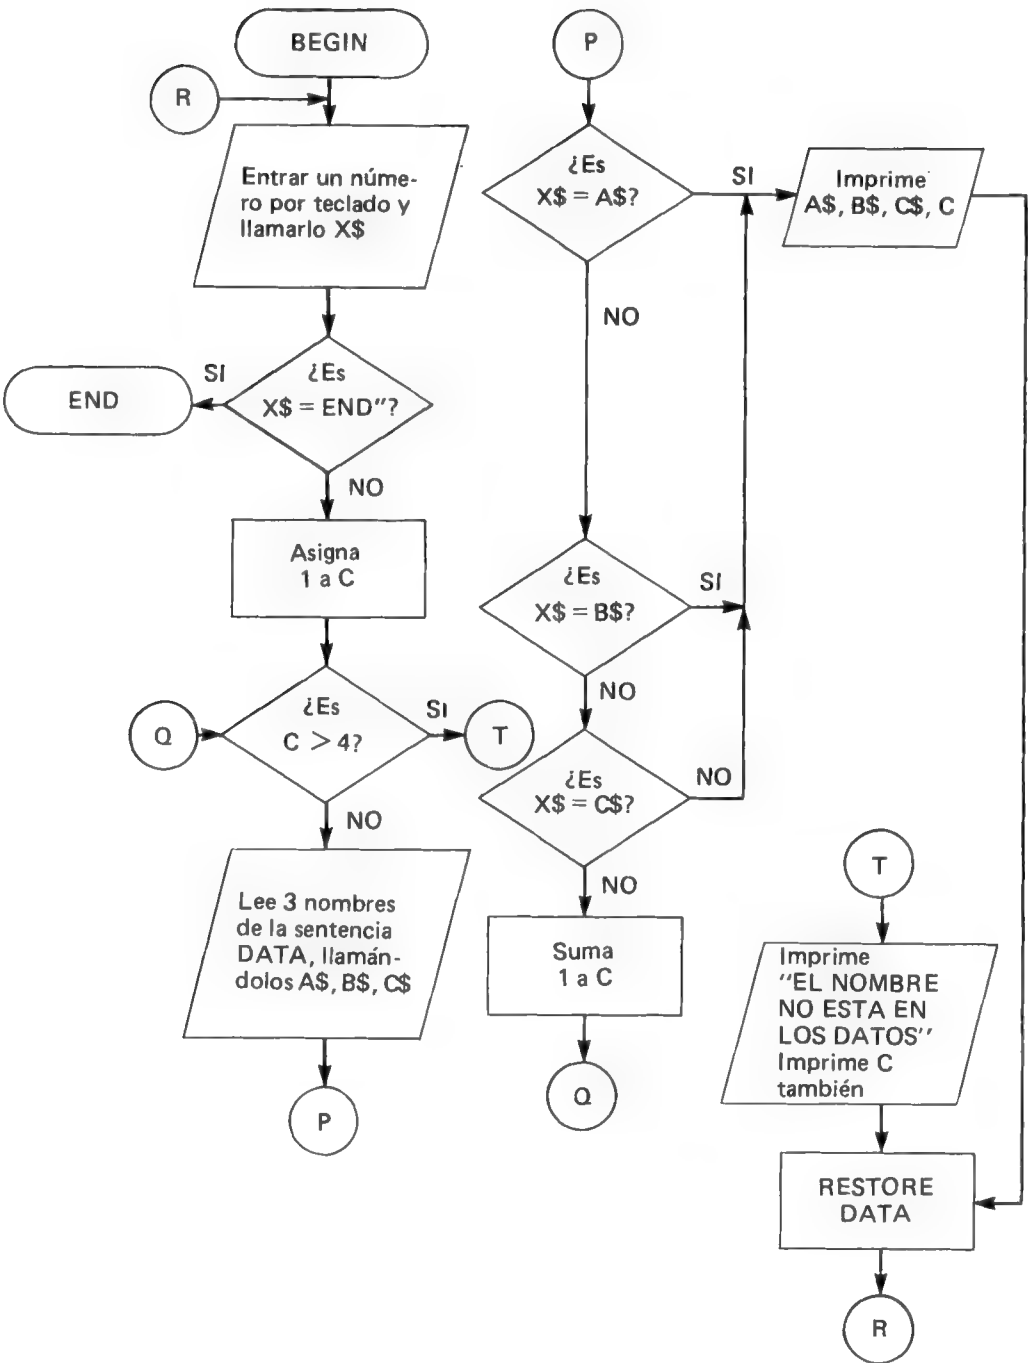 BEGIN
R
Entrar un núme-
ro por teclado y
llamarlo X$
¿Es
X$ = END"?
SI
END
NO
Asigna
1 a C
Q
¿Es
C > 4?
SI
T
NO
Lee 3 nombres
de la sentencia
DATA, llamán-
dolos A$, B$, C$
P
P
¿Es
X$ = A$?
SI
Imprime
A$, B$, C$, C
NO
¿Es
X$ = B$?
SI
NO
¿Es
X$ = C$?
NO
NO
Suma
1 a C
Q
T
Imprime
"EL NOMBRE
NO ESTA EN
LOS DATOS"
Imprime C
también
RESTORE
DATA
R